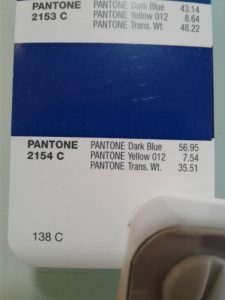 PANTONE PANTONE Dark Blue 43.14
2153 C PANTONE Yellow 012 8.64
PANTONE Trans. Wt. 48.22
PANTONE PANTONE Dark Blue 56.95
2154 C PANTONE Yellow 012 7.54
PANTONE Trans. Wt. 35.51
138 C